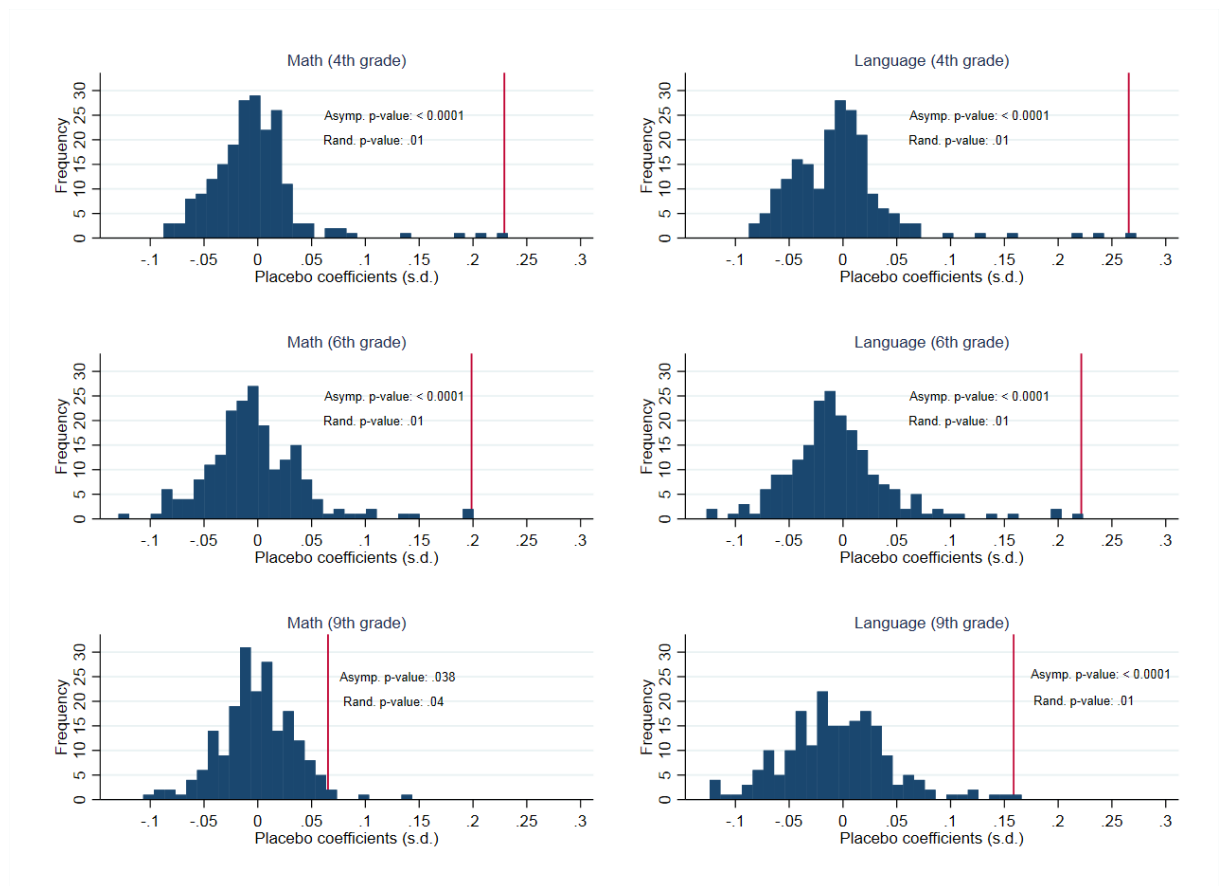 Math (4th grade)
Frequency
0 5 10 15 20 25 30
Asymp. p-value: < 0.0001
Rand. p-value: .01
-.1 -.05 0 .05 .1 .15 .2 .25 .3
Placebo coefficients (s.d.)
Language (4th grade)
Frequency
0 5 10 15 20 25 30
Asymp. p-value: < 0.0001
Rand. p-value: .01
-.1 -.05 0 .05 .1 .15 .2 .25 .3
Placebo coefficients (s.d.)
Math (6th grade)
Frequency
0 5 10 15 20 25 30
Asymp. p-value: < 0.0001
Rand. p-value: .01
-.1 -.05 0 .05 .1 .15 .2 .25 .3
Placebo coefficients (s.d.)
Language (6th grade)
Frequency
0 5 10 15 20 25 30
Asymp. p-value: < 0.0001
Rand. p-value: .01
-.1 -.05 0 .05 .1 .15 .2 .25 .3
Placebo coefficients (s.d.)
Math (9th grade)
Frequency
0 5 10 15 20 25 30
Asymp. p-value: .038
Rand. p-value: .04
-.1 -.05 0 .05 .1 .15 .2 .25 .3
Placebo coefficients (s.d.)
Language (9th grade)
Frequency
0 5 10 15 20 25 30
Asymp. p-value: < 0.0001
Rand. p-value: .01
-.1 -.05 0 .05 .1 .15 .2 .25 .3
Placebo coefficients (s.d.)